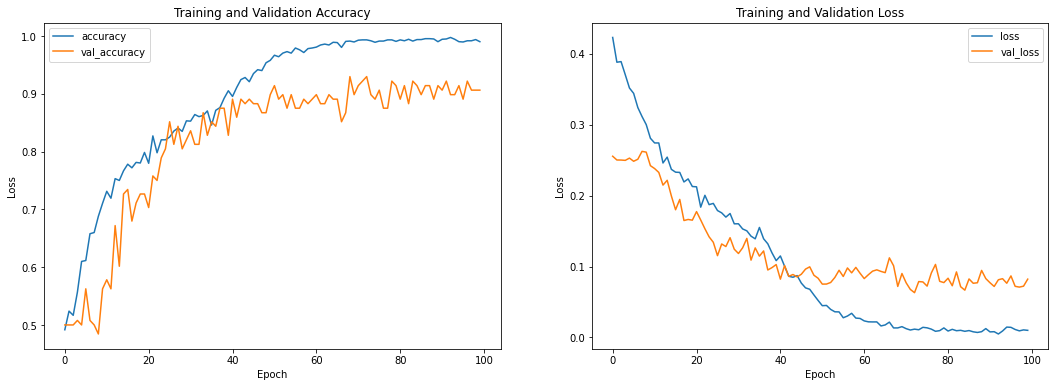 Training and Validation Accuracy
accuracy
val_accuracy
Loss
1.0
0.9
0.8
0.7
0.6
0.5
0 20 40 60 80 100
Epoch
Training and Validation Loss
loss
val_loss
Loss
0.4
0.3
0.2
0.1
0.0
0 20 40 60 80 100
Epoch